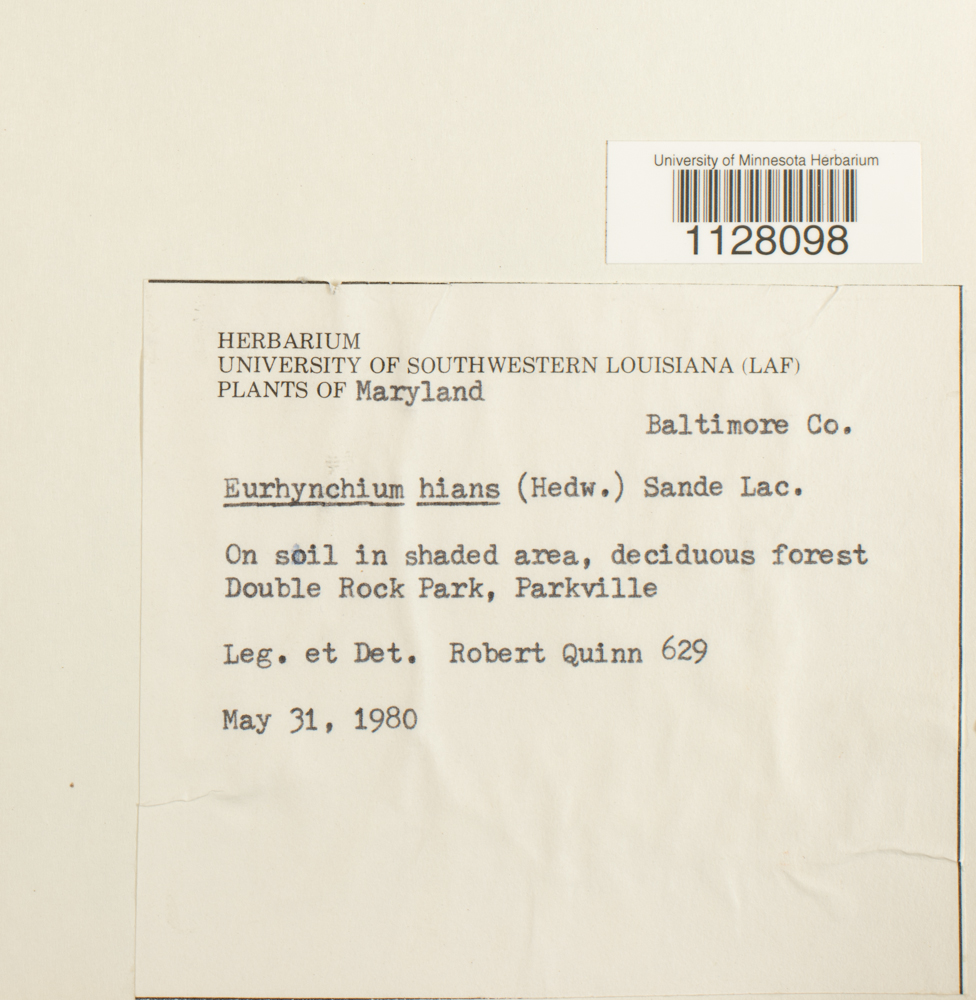 University of Minnesota Herbarium
1128098
HERBARIUM
UNIVERSITY OF SOUTHWESTERN LOUISIANA (LAF)
PLANTS OF Maryland
Baltimore Co.
Eurhynchium hians (Hedw.) Sande Lac.
On soil in shaded area, deciduous forest
Double Rock Park, Parkville
Leg. et Det. Robert Quinn 629
May 31, 1980